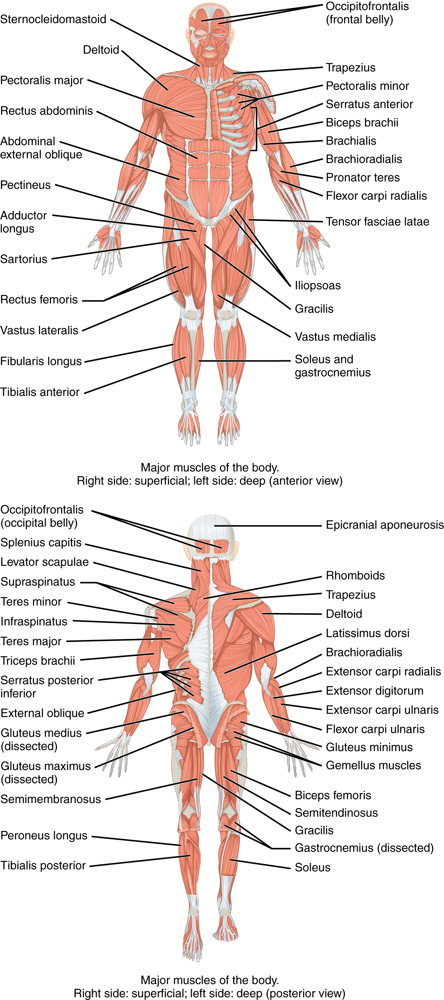 Occipitofrontalis
(frontal belly)
Sternocleidomastoid
Deltoid
Pectoralis major
Rectus abdominis
Abdominal
external oblique
Pectineus
Adductor
longus
Sartorius
Rectus femoris
Vastus lateralis
Fibularis longus
Tibialis anterior
Trapezius
Pectoralis minor
Serratus anterior
Biceps brachii
Brachialis
Brachioradialis
Pronator teres
Flexor carpi radialis
Tensor fasciae latae
Iliopsoas
Gracilis
Vastus medialis
Soleus and
gastrocnemius
Major muscles of the body.
Right side: superficial; left side: deep (anterior view)
Occipitofrontalis
(occipital belly)
Splenius capitis
Levator scapulae
Supraspinatus
Teres minor
Infraspinatus
Teres major
Triceps brachii
Serratus posterior
inferior
External oblique
Gluteus medius
(dissected)
Gluteus maximus
(dissected)
Semimembranosus
Peroneus longus
Tibialis posterior
Epicranial aponeurosis
Rhomboids
Trapezius
Deltoid
Latissimus dorsi
Brachioradialis
Extensor carpi radialis
Extensor digitorum
Extensor carpi ulnaris
Flexor carpi ulnaris
Gluteus minimus
Gemellus muscles
Biceps femoris
Semitendinosus
Gracilis
Gastrocnemius (dissected)
Soleus
Major muscles of the body.
Right side: superficial; left side: deep (posterior view)